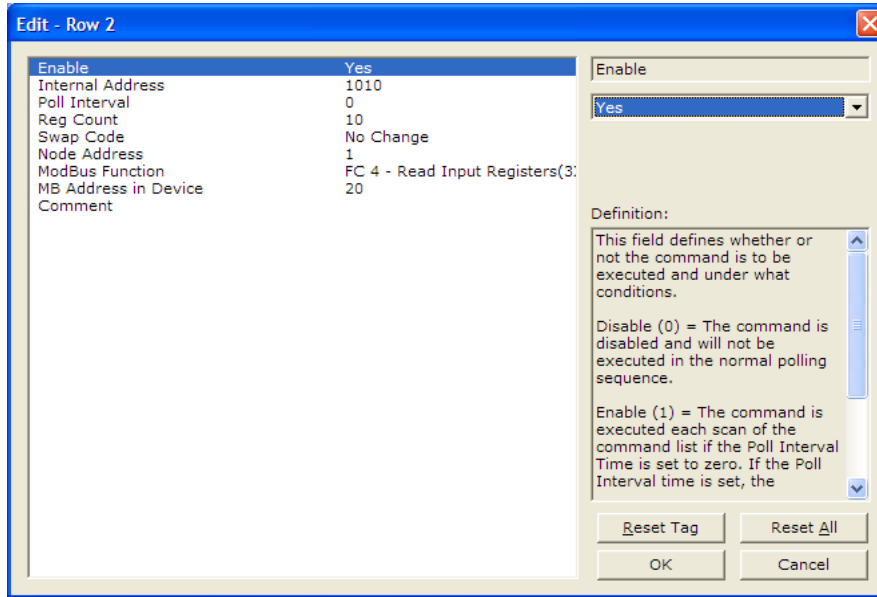 Edit - Row 2
Enable Yes
Internal Address 1010
Poll Interval 0
Reg Count 10
Swap Code No Change
Node Address 1
ModBus Function FC 4 - Read Input Registers(3
MB Address in Device 20
Comment
Enable
Yes
Definition:
This field defines whether or
not the command is to be
executed and under what
conditions.
Disable (0) = The command is
disabled and will not be
executed in the normal polling
sequence.
Enable (1) = The command is
executed each scan of the
command list if the Poll Interval
Time is set to zero. If the Poll
Interval time is set, the
Reset Tag Reset All
OK Cancel